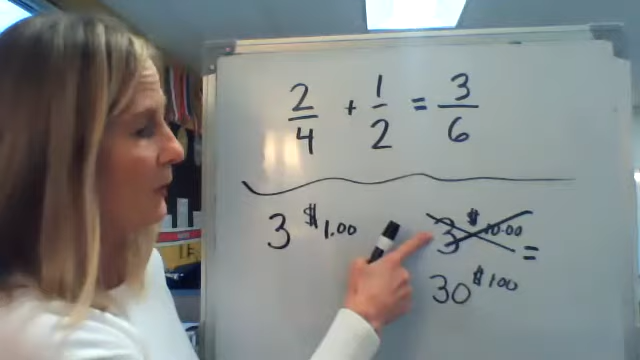 2/4 + 1/2 = 3/6
3 $1.00
3 $10.00 =
30 $1.00